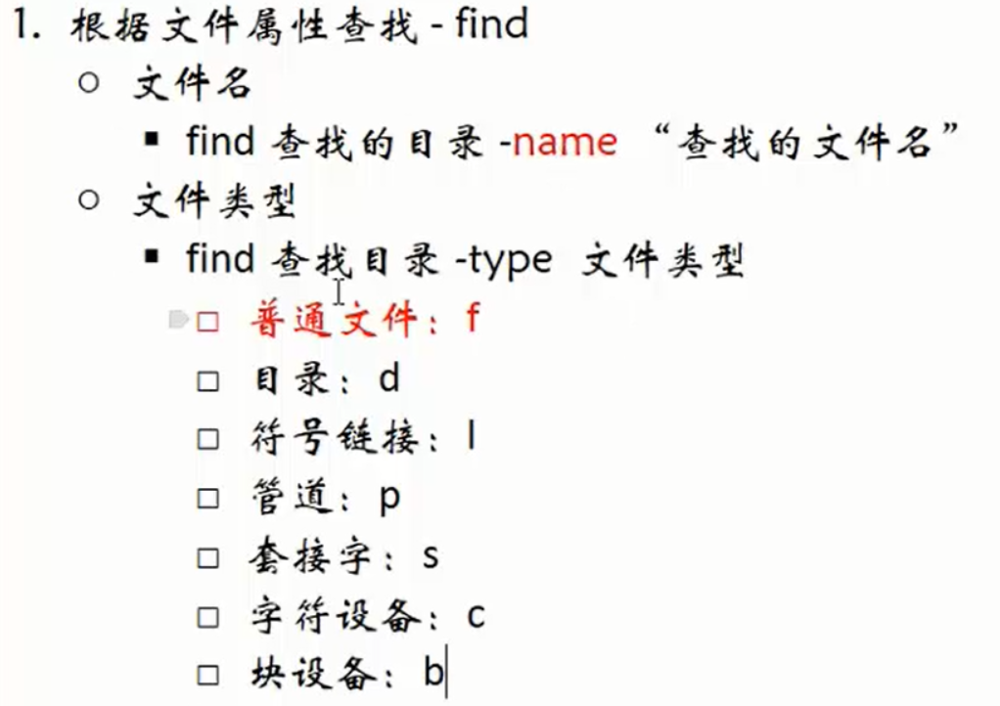 1. 根据文件属性查找 - find
文件名
find 查找的目录 -name “查找的文件名”
文件类型
find 查找目录 -type 文件类型
普通文件：f
目录：d
符号链接：l
管道：p
套接字：s
字符设备：c
块设备：b